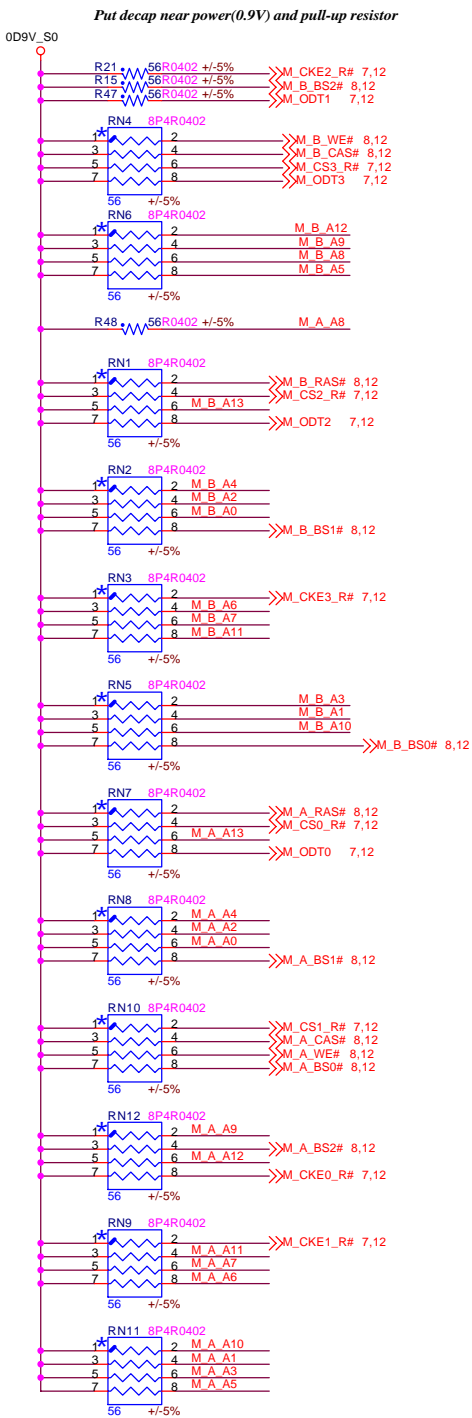 Put decap near power(0.9V) and pull-up resistor
0D9V_S0
R21 56R0402 +/-5% M_CKE2_R# 7,12
R15 56R0402 +/-5% M_B_BS2# 8,12
R47 56R0402 +/-5% M_ODT1 7,12
RN4 8P4R0402
1 * 2 M_B_WE# 8,12
3 4 M_B_CAS# 8,12
5 6 M_CS3_R# 7,12
7 8 M_ODT3 7,12
56 +/-5%
RN6 8P4R0402
1 * 2 M_B_A12
3 4 M_B_A9
5 6 M_B_A8
7 8 M_B_A5
56 +/-5%
R48 56R0402 +/-5% M_A_A8
RN1 8P4R0402
1 * 2 M_B_RAS# 8,12
3 4 M_CS2_R# 7,12
5 6 M_B_A13
7 8 M_ODT2 7,12
56 +/-5%
RN2 8P4R0402
1 * 2 M_B_A4
3 4 M_B_A2
5 6 M_B_A0
7 8 M_B_BS1# 8,12
56 +/-5%
RN3 8P4R0402
1 * 2 M_CKE3_R# 7,12
3 4 M_B_A6
5 6 M_B_A7
7 8 M_B_A11
56 +/-5%
RN5 8P4R0402
1 * 2 M_B_A3
3 4 M_B_A1
5 6 M_B_A10
7 8 M_B_BS0# 8,12
56 +/-5%
RN7 8P4R0402
1 * 2 M_A_RAS# 8,12
3 4 M_CS0_R# 7,12
5 6 M_A_A13
7 8 M_ODT0 7,12
56 +/-5%
RN8 8P4R0402
1 * 2 M_A_A4
3 4 M_A_A2
5 6 M_A_A0
7 8 M_A_BS1# 8,12
56 +/-5%
RN10 8P4R0402
1 * 2 M_CS1_R# 7,12
3 4 M_A_CAS# 8,12
5 6 M_A_WE# 8,12
7 8 M_A_BS0# 8,12
56 +/-5%
RN12 8P4R0402
1 * 2 M_A_A9
3 4 M_A_BS2# 8,12
5 6 M_A_A12
7 8 M_CKE0_R# 7,12
56 +/-5%
RN9 8P4R0402
1 * 2 M_CKE1_R# 7,12
3 4 M_A_A11
5 6 M_A_A7
7 8 M_A_A6
56 +/-5%
RN11 8P4R0402
1 * 2 M_A_A10
3 4 M_A_A1
5 6 M_A_A3
7 8 M_A_A5
56 +/-5%